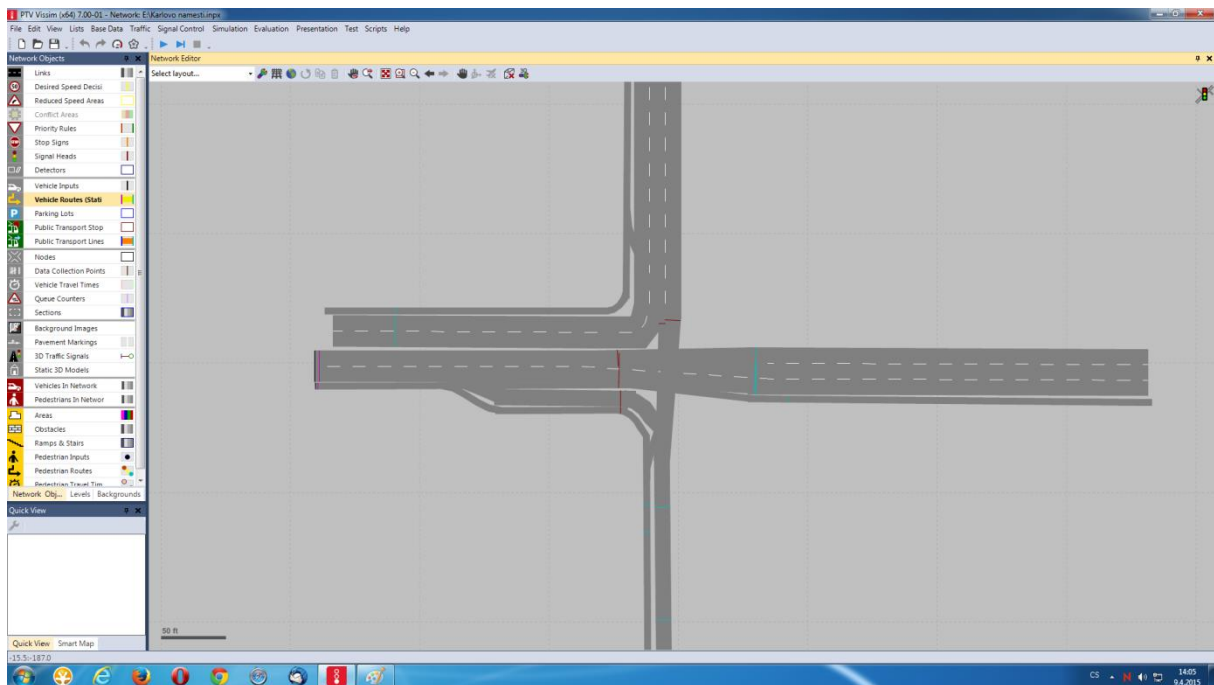 PTV Vissim (x64) 7.00-01 - Network: E:\Karlovo namesti.inpx
File Edit View Lists Base Data Traffic Signal Control Simulation Evaluation Presentation Test Scripts Help
Network Objects
Network Editor
Select layout...
Links
Desired Speed Decisi
Reduced Speed Areas
Conflict Areas
Priority Rules
Stop Signs
Signal Heads
Detectors
Vehicle Inputs
Vehicle Routes (Stati
Parking Lots
Public Transport Stop
Public Transport Lines
Nodes
Data Collection Points
Vehicle Travel Times
Queue Counters
Sections
Background Images
Pavement Markings
3D Traffic Signals
Static 3D Models
Vehicles In Network
Pedestrians In Networ
Areas
Obstacles
Ramps & Stairs
Pedestrian Inputs
Pedestrian Routes
Pedestrian Travel Tim
Network Obj... Levels Backgrounds
Quick View
50 ft
Quick View Smart Map
-15.5:-187.0
CS
14:05
9.4.2015